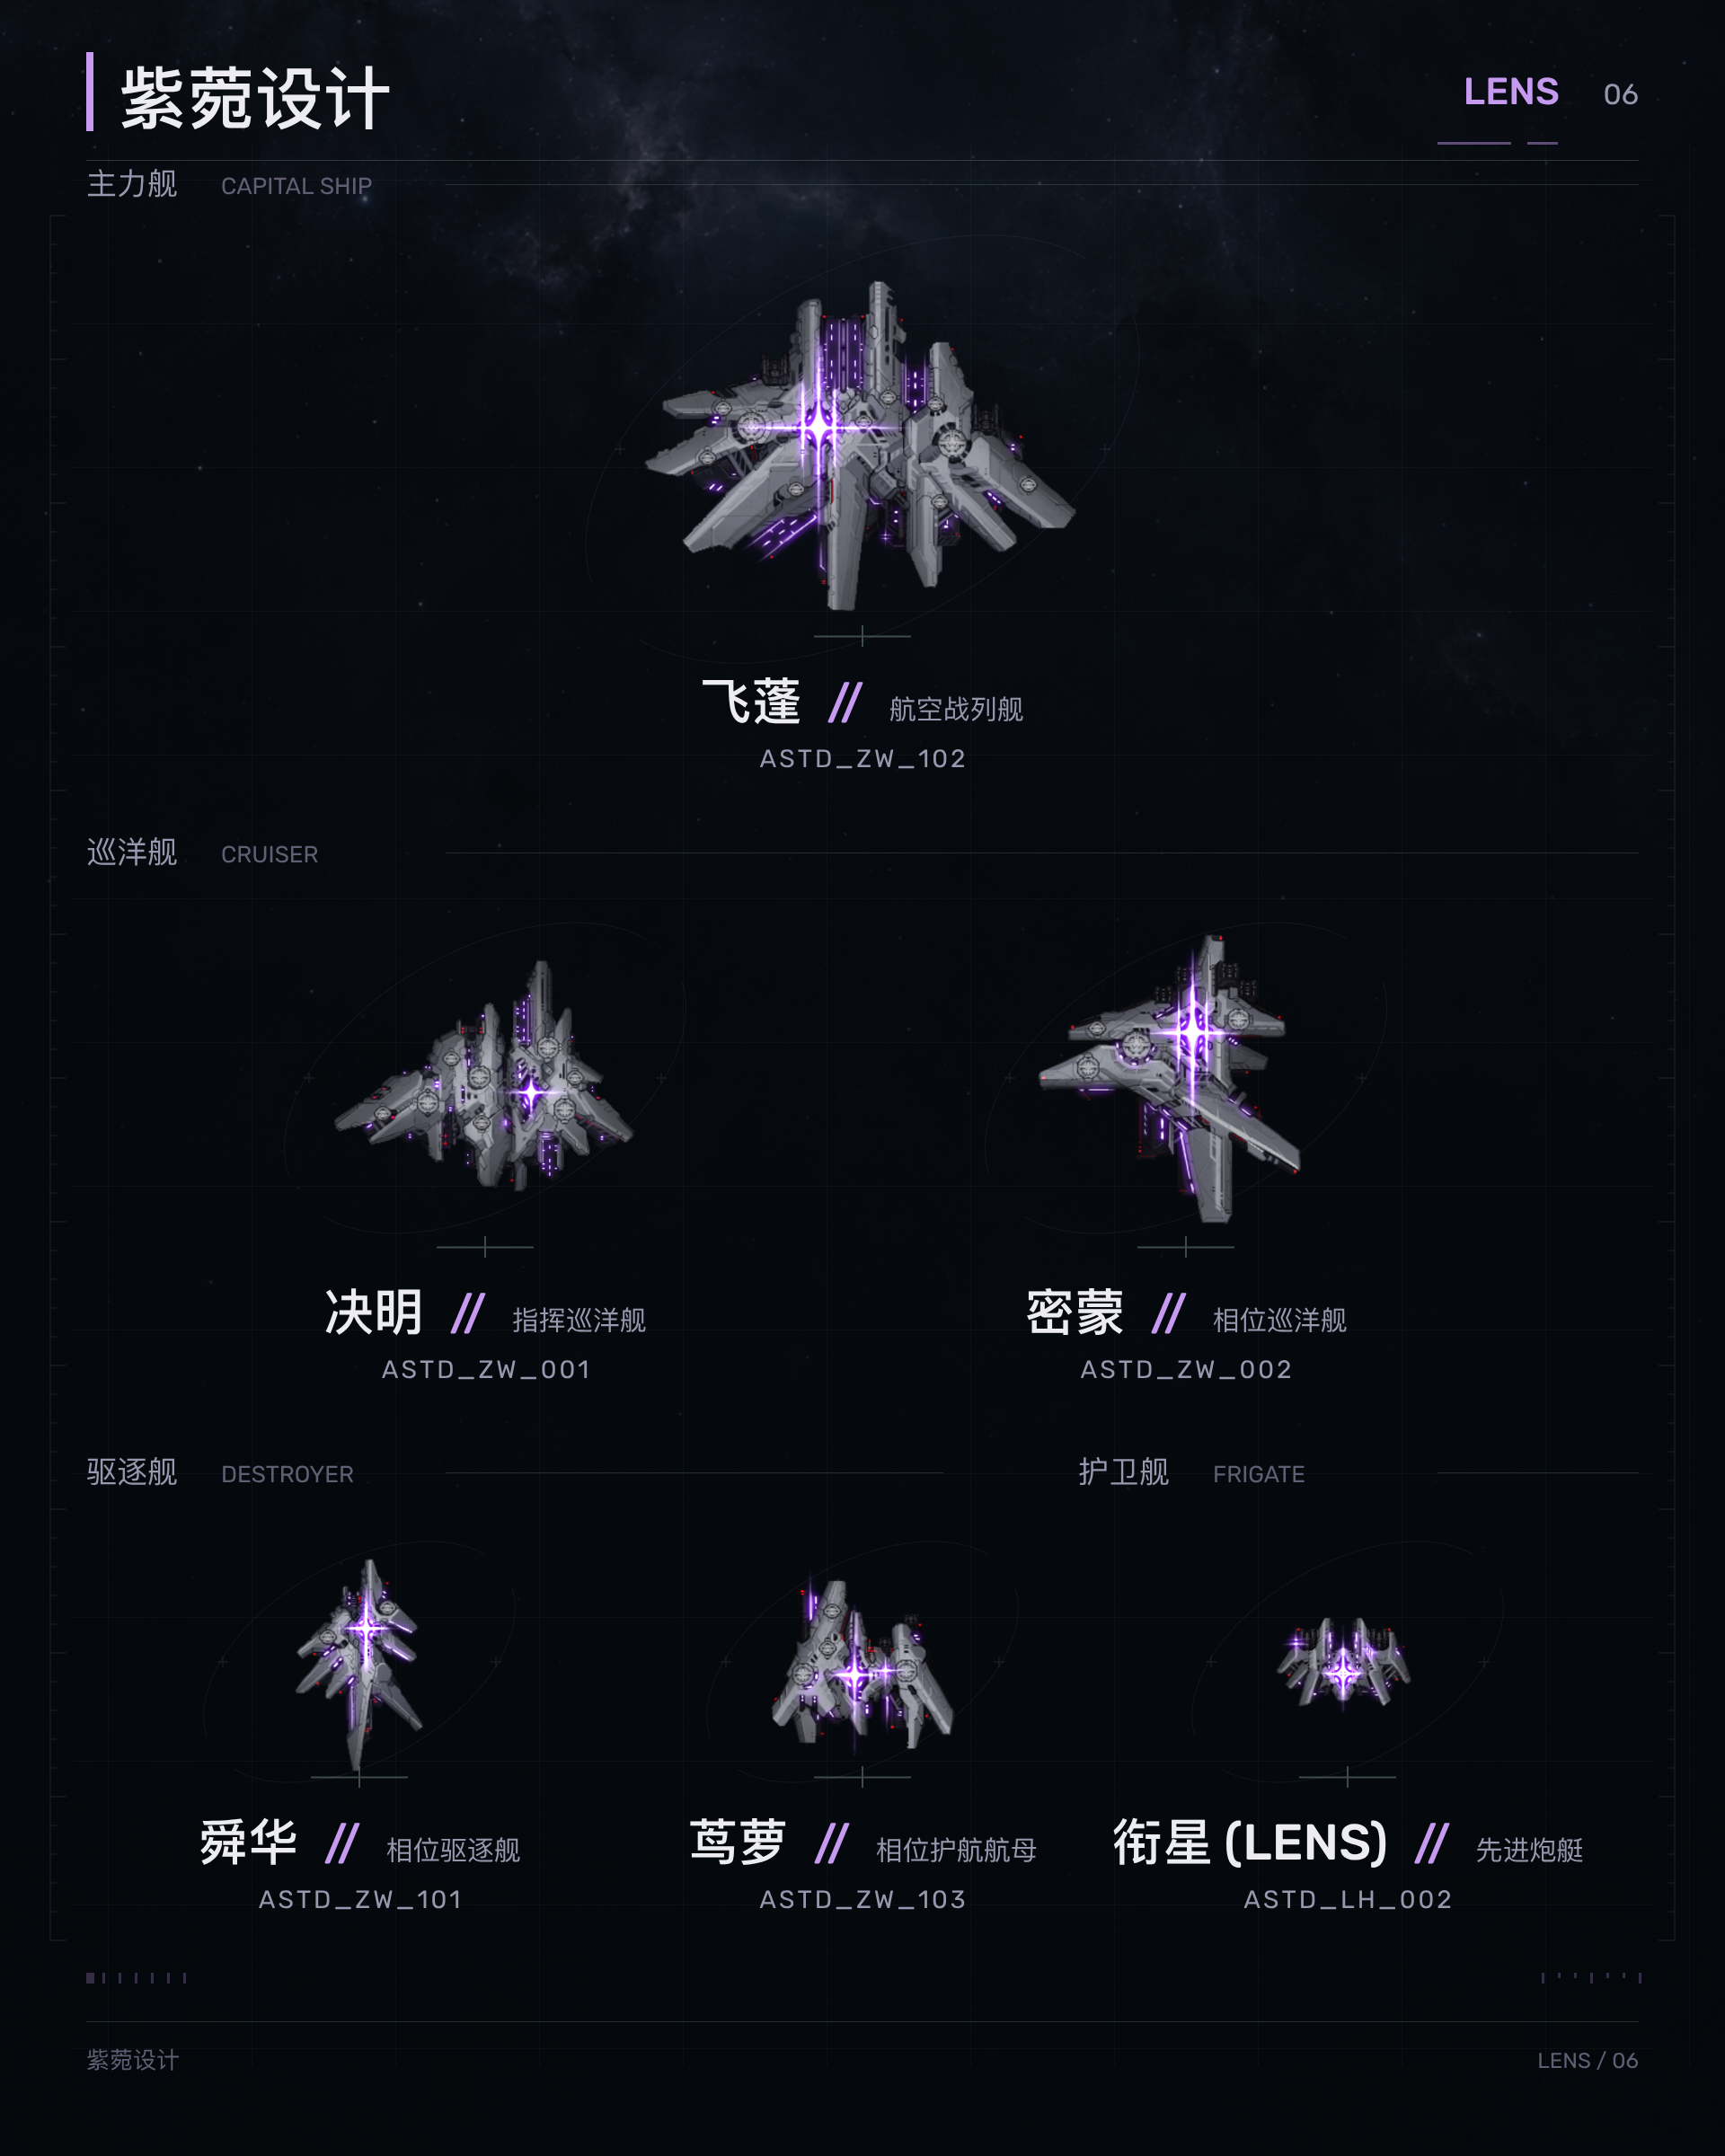 紫菀设计
LENS 06
主力舰 CAPITAL SHIP
飞蓬 // 航空战列舰
ASTD_ZW_102
巡洋舰 CRUISER
决明 // 指挥巡洋舰
ASTD_ZW_001
密蒙 // 相位巡洋舰
ASTD_ZW_002
驱逐舰 DESTROYER
护卫舰 FRIGATE
舜华 // 相位驱逐舰
ASTD_ZW_101
茑萝 // 相位护航航母
ASTD_ZW_103
衔星 (LENS) // 先进炮艇
ASTD_LH_002
紫菀设计
LENS / 06